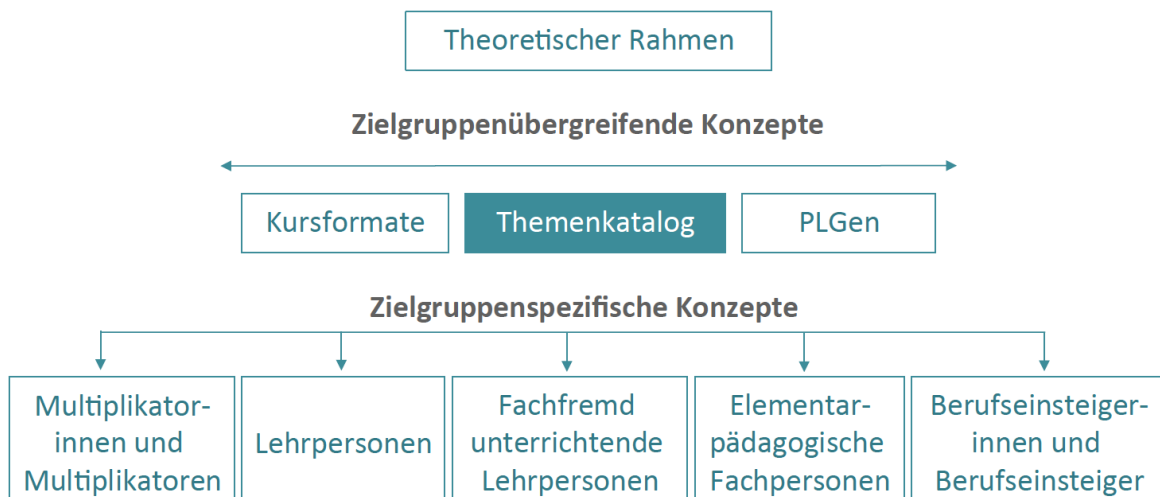 Theoretischer Rahmen
Zielgruppenübergreifende Konzepte
Kursformate
Themenkatalog
PLGen
Zielgruppenspezifische Konzepte
Multiplikator-
innen und
Multiplikatoren
Lehrpersonen
Fachfremd
unterrichtende
Lehrpersonen
Elementar-
pädagogische
Fachpersonen
Berufseinsteiger-
innen und
Berufseinsteiger